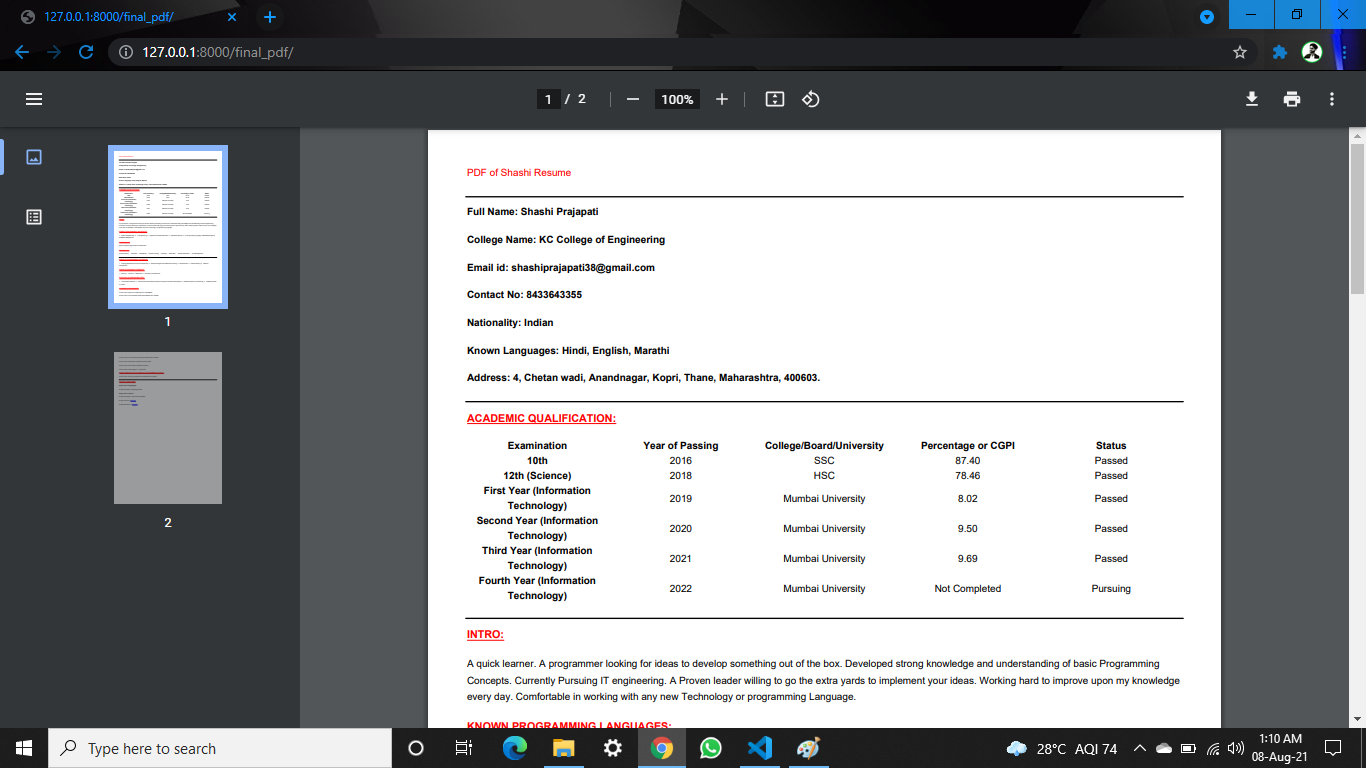 127.0.0.1:8000/final_pdf/
127.0.0.1:8000/final_pdf/
1 / 2
100%
1
2
PDF of Shashi Resume
Full Name: Shashi Prajapati
College Name: KC College of Engineering
Email id: shashiprajapati38@gmail.com
Contact No: 8433643355
Nationality: Indian
Known Languages: Hindi, English, Marathi
Address: 4, Chetan wadi, Anandnagar, Kopri, Thane, Maharashtra, 400603.
ACADEMIC QUALIFICATION:
Examination Year of Passing College/Board/University Percentage or CGPI Status
10th 2016 SSC 87.40 Passed
12th (Science) 2018 HSC 78.46 Passed
First Year (Information
Technology) 2019 Mumbai University 8.02 Passed
Second Year (Information
Technology) 2020 Mumbai University 9.50 Passed
Third Year (Information
Technology) 2021 Mumbai University 9.69 Passed
Fourth Year (Information
Technology) 2022 Mumbai University Not Completed Pursuing
INTRO:
A quick learner. A programmer looking for ideas to develop something out of the box. Developed strong knowledge and understanding of basic Programming
Concepts. Currently Pursuing IT engineering. A Proven leader willing to go the extra yards to implement your ideas. Working hard to improve upon my knowledge
every day. Comfortable in working with any new Technology or programming Language.
KNOWN PROGRAMMING LANGUAGES:
Type here to search
28°C AQI 74
1:10 AM
08-Aug-21